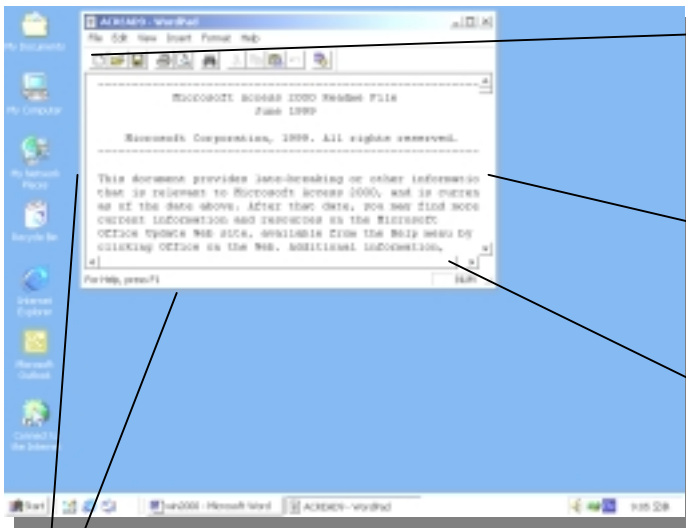 My Documents
My Computer
My Network
Places
Recycle Bin
Internet
Explorer
Microsoft
Outlook
Connect to
the Internet
ACREAD9 - WordPad
File Edit View Insert Format Help
Microsoft Access 2000 Readme File
June 1999
Microsoft Corporation, 1999. All rights reserved.
This document provides late-breaking or other informatio
that is relevant to Microsoft Access 2000, and is curren
as of the date above. After that date, you may find more
current information and resources on the Microsoft
Office Update Web site, available from the Help menu by
clicking Office on the Web. Additional information,
For Help, press F1
NUM
Start
win2000 - Microsoft Word
ACREAD9 - WordPad